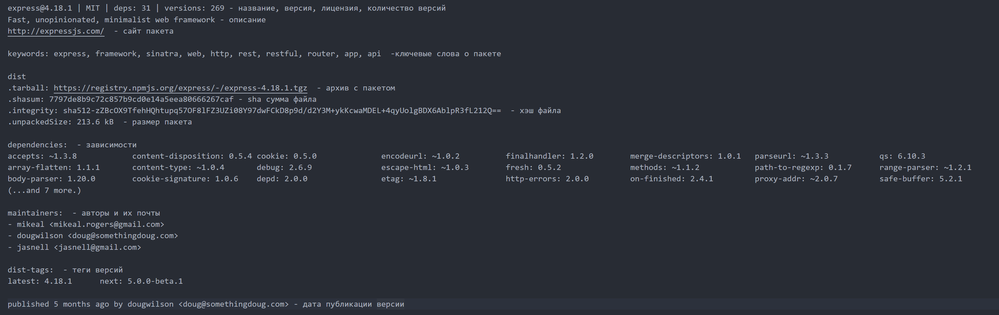 express@4.18.1 | MIT | deps: 31 | versions: 269 - название, версия, лицензия, количество версий
Fast, unopinionated, minimalist web framework - описание
http://expressjs.com/  - сайт пакета
keywords: express, framework, sinatra, web, http, rest, restful, router, app, api  -ключевые слова о пакете
dist
.tarball: https://registry.npmjs.org/express/-/express-4.18.1.tgz  - архив с пакетом
.shasum: 7797de8b9c72c857b9cd0e14a5eea80666267caf - sha сумма файла
.integrity: sha512-zZBcOX9TfehHQhtupq57OF8lFZ3UZi08Y97dwFCkD8p9d/d2Y3M+ykKcwaMDEL+4qyUolgBDX6AblpR3fL212Q==  - хэш файла
.unpackedSize: 213.6 kB  - размер пакета
dependencies:  - зависимости
accepts: ~1.3.8 content-disposition: 0.5.4 cookie: 0.5.0 encodeurl: ~1.0.2 finalhandler: 1.2.0 merge-descriptors: 1.0.1 parseurl: ~1.3.3 qs: 6.10.3
array-flatten: 1.1.1 content-type: ~1.0.4 debug: 2.6.9 escape-html: ~1.0.3 fresh: 0.5.2 methods: ~1.1.2 path-to-regexp: 0.1.7 range-parser: ~1.2.1
body-parser: 1.20.0 cookie-signature: 1.0.6 depd: 2.0.0 etag: ~1.8.1 http-errors: 2.0.0 on-finished: 2.4.1 proxy-addr: ~2.0.7 safe-buffer: 5.2.1
(...and 7 more.)
maintainers:  - авторы и их почты
- mikeal <mikeal.rogers@gmail.com>
- dougwilson <doug@somethingdoug.com>
- jasnell <jasnell@gmail.com>
dist-tags:  - теги версий
latest: 4.18.1 next: 5.0.0-beta.1
published 5 months ago by dougwilson <doug@somethingdoug.com> - дата публикации версии